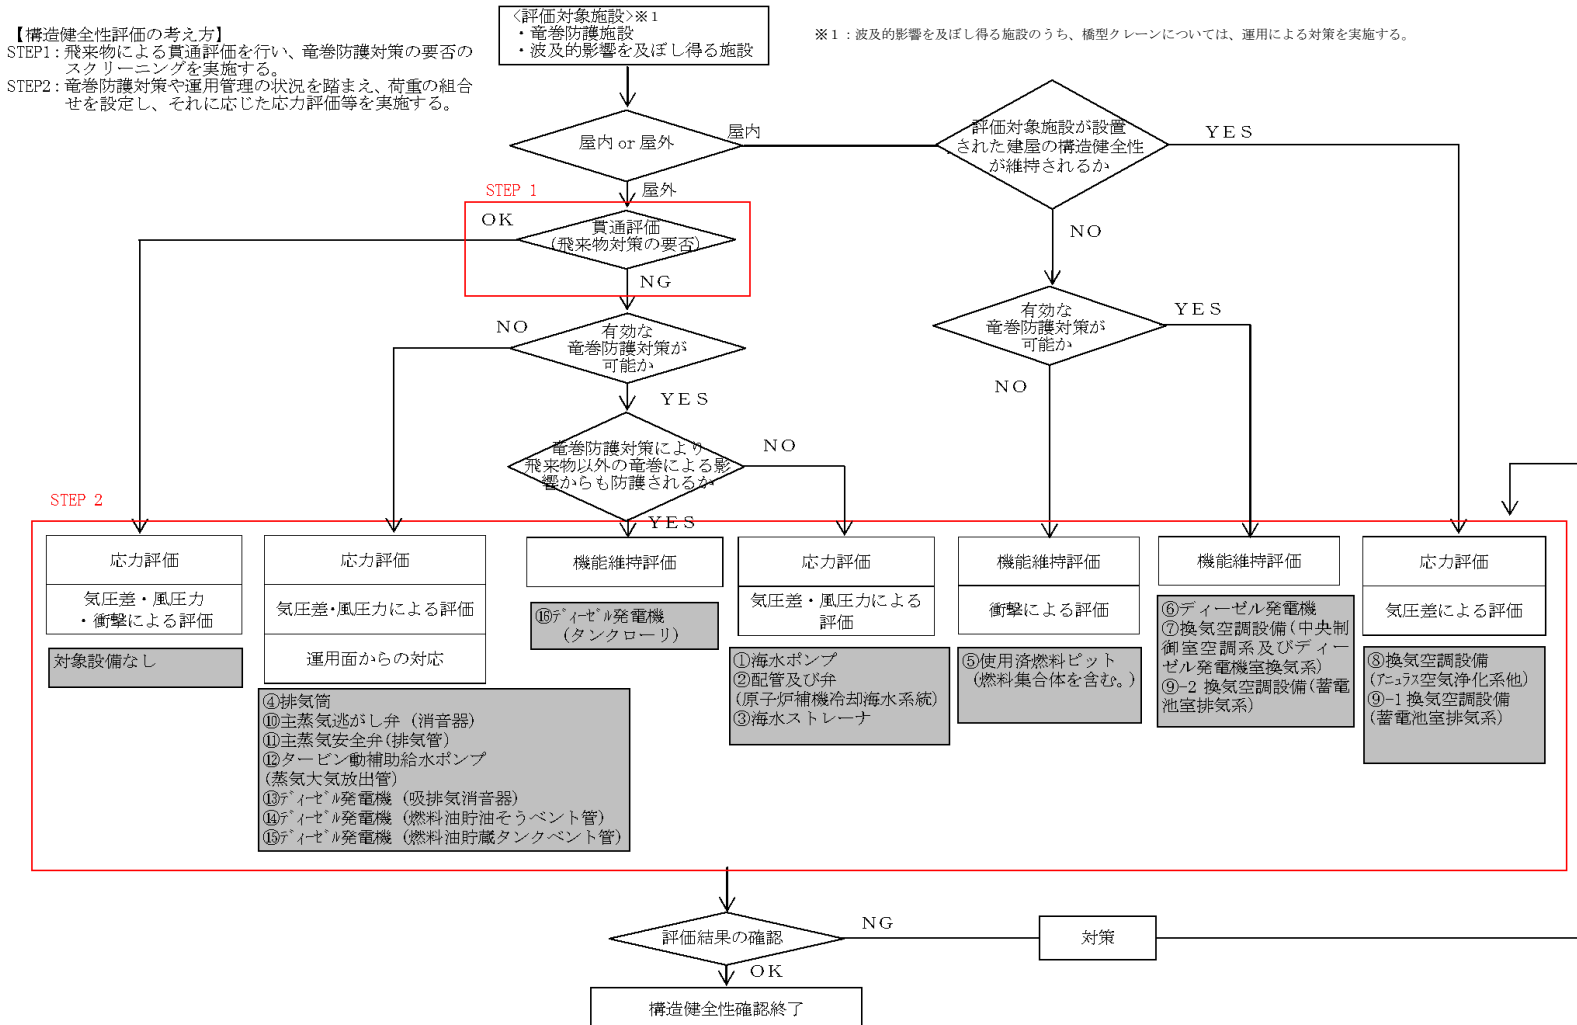 【構造健全性評価の考え方】
STEP1：飛来物による貫通評価を行い、竜巻防護対策の要否の
スクリーニングを実施する。
STEP2：竜巻防護対策や運用管理の状況を踏まえ、荷重の組合
せを設定し、それに応じた応力評価等を実施する。
<評価対象施設>※1
・竜巻防護施設
・波及的影響を及ぼし得る施設
※1：波及的影響を及ぼし得る施設のうち、橋型クレーンについては、運用による対策を実施する。
屋内 or 屋外
屋内
評価対象施設が設置
された建屋の構造健全性
が維持されるか
YES
STEP 1
屋外
OK
貫通評価
(飛来物対策の要否)
NG
NO
有効な
竜巻防護対策が
可能か
YES
NO
有効な
竜巻防護対策が
可能か
YES
NO
竜巻防護対策により
飛来物以外の竜巻による影
響からも防護されるか
NO
YES
STEP 2
応力評価
気圧差・風圧力
・衝撃による評価
対象設備なし
応力評価
気圧差・風圧力による評価
運用面からの対応
④排気筒
⑩主蒸気逃がし弁（消音器）
⑪主蒸気安全弁(排気管)
⑫タービン動補助給水ポンプ
(蒸気大気放出管)
⑬ﾃﾞｨｰｾﾞﾙ発電機（吸排気消音器）
⑭ﾃﾞｨｰｾﾞﾙ発電機（燃料油貯油そうベント管）
⑮ﾃﾞｨｰｾﾞﾙ発電機（燃料油貯蔵タンクベント管）
機能維持評価
⑯ﾃﾞｨｰｾﾞﾙ発電機
（タンクローリ）
応力評価
気圧差・風圧力による
評価
①海水ポンプ
②配管及び弁
(原子炉補機冷却海水系統)
③海水ストレーナ
機能維持評価
衝撃による評価
⑤使用済燃料ピット
（燃料集合体を含む。）
機能維持評価
⑥ディーゼル発電機
⑦換気空調設備(中央制
御室空調系及びディー
ゼル発電機室換気系)
⑨-2 換気空調設備(蓄電
池室排気系)
応力評価
気圧差による評価
⑧換気空調設備
(ｱﾆｭﾗｽ空気浄化系他)
⑨-1 換気空調設備
(蓄電池室排気系)
評価結果の確認
NG
対策
OK
構造健全性確認終了